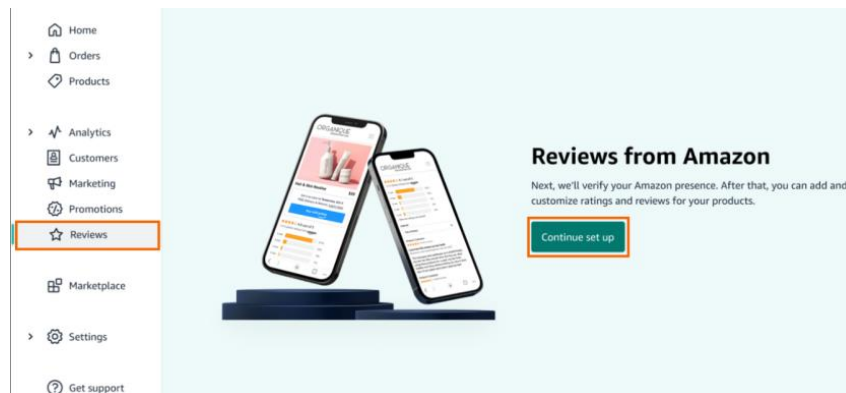 Home
Orders
Products
Analytics
Customers
Marketing
Promotions
Reviews
Marketplace
Settings
Get support
ORGANIQUE
ORGANIQUE
Reviews from Amazon
Next, we'll verify your Amazon presence. After that, you can add and
customize ratings and reviews for your products.
Continue set up